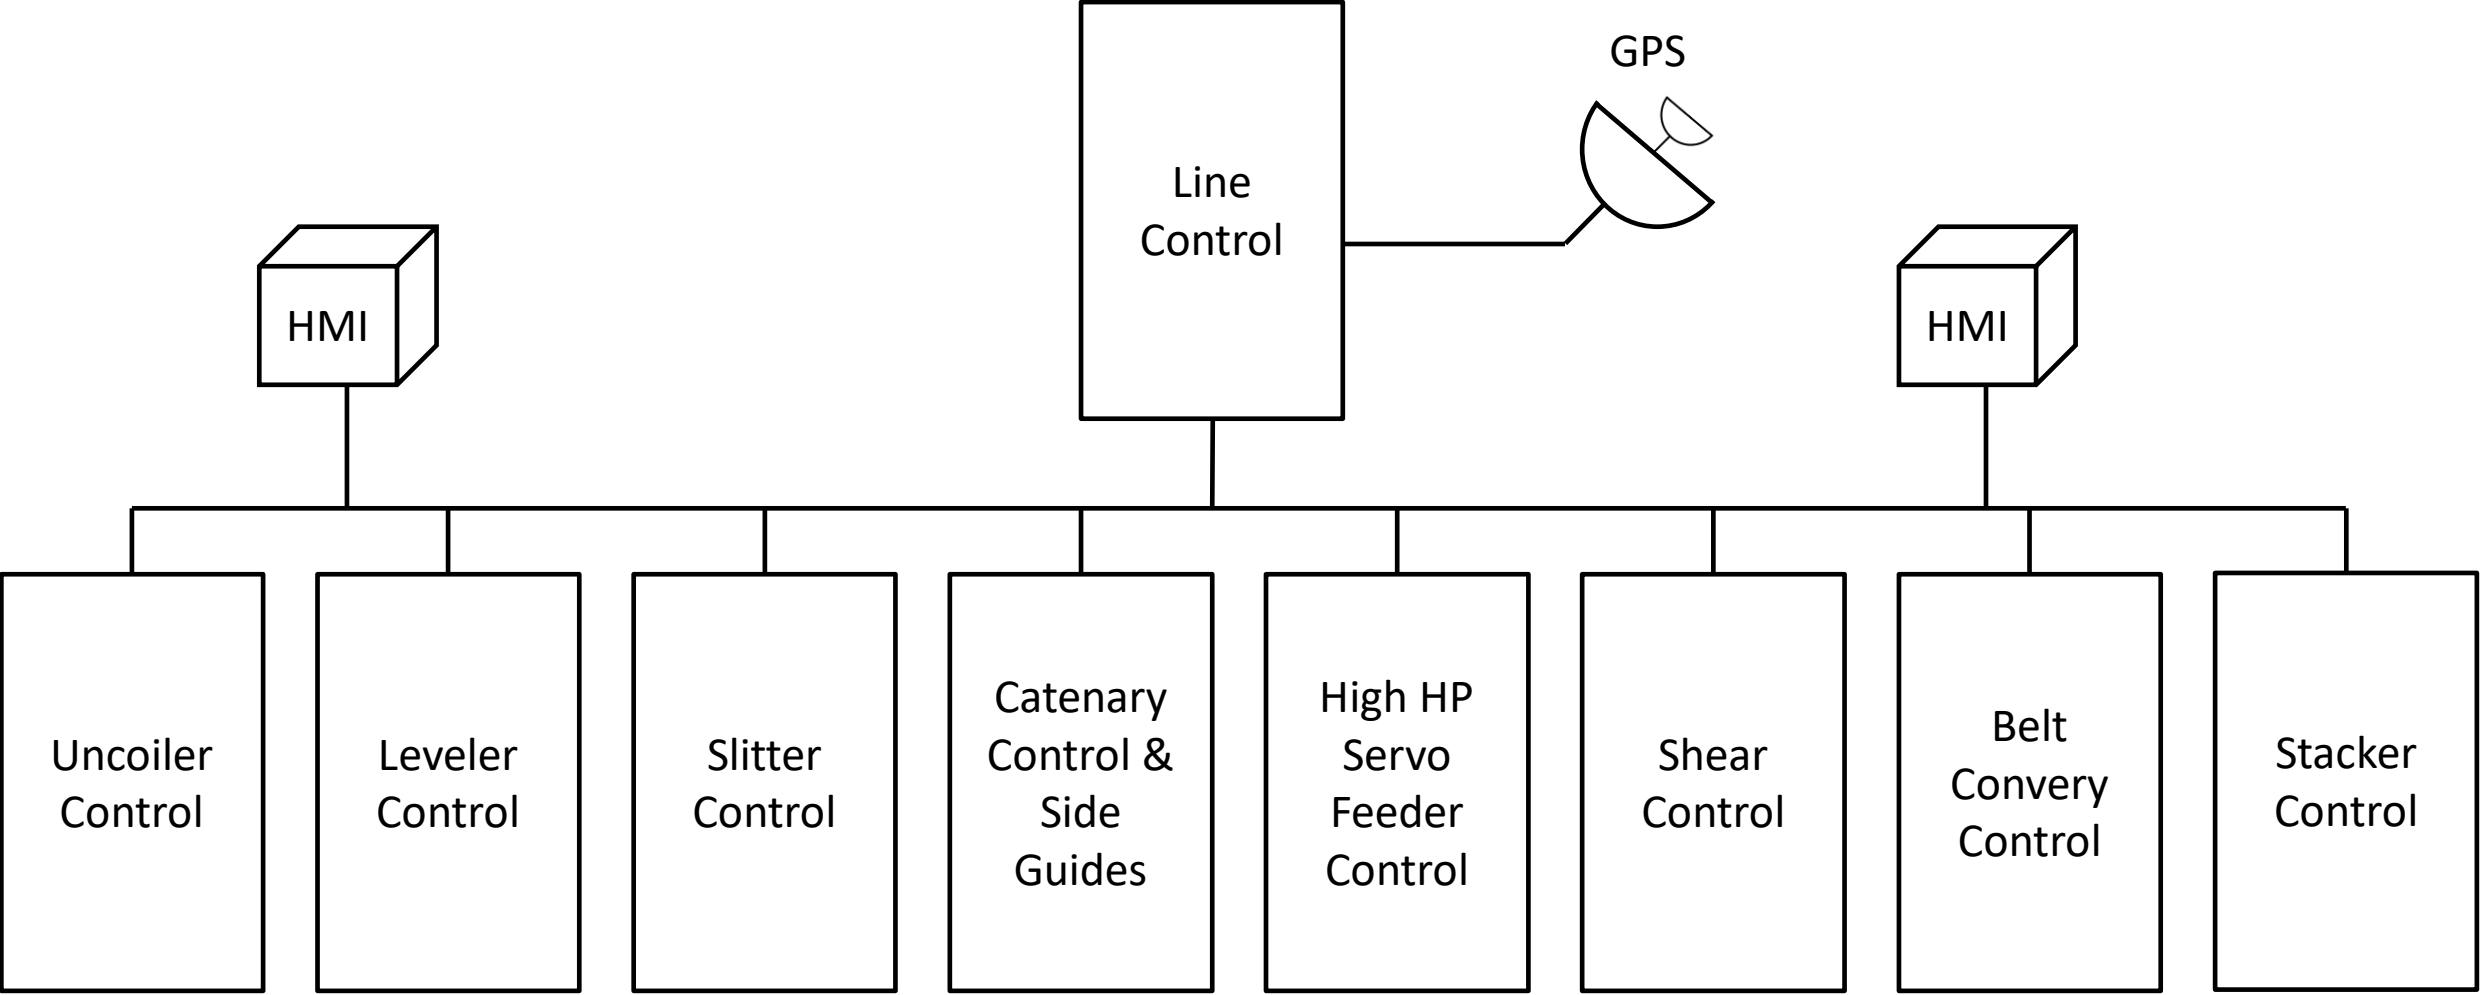 GPS
Line
Control
HMI
HMI
Uncoiler
Control
Leveler
Control
Slitter
Control
Catenary
Control &
Side
Guides
High HP
Servo
Feeder
Control
Shear
Control
Belt
Convery
Control
Stacker
Control